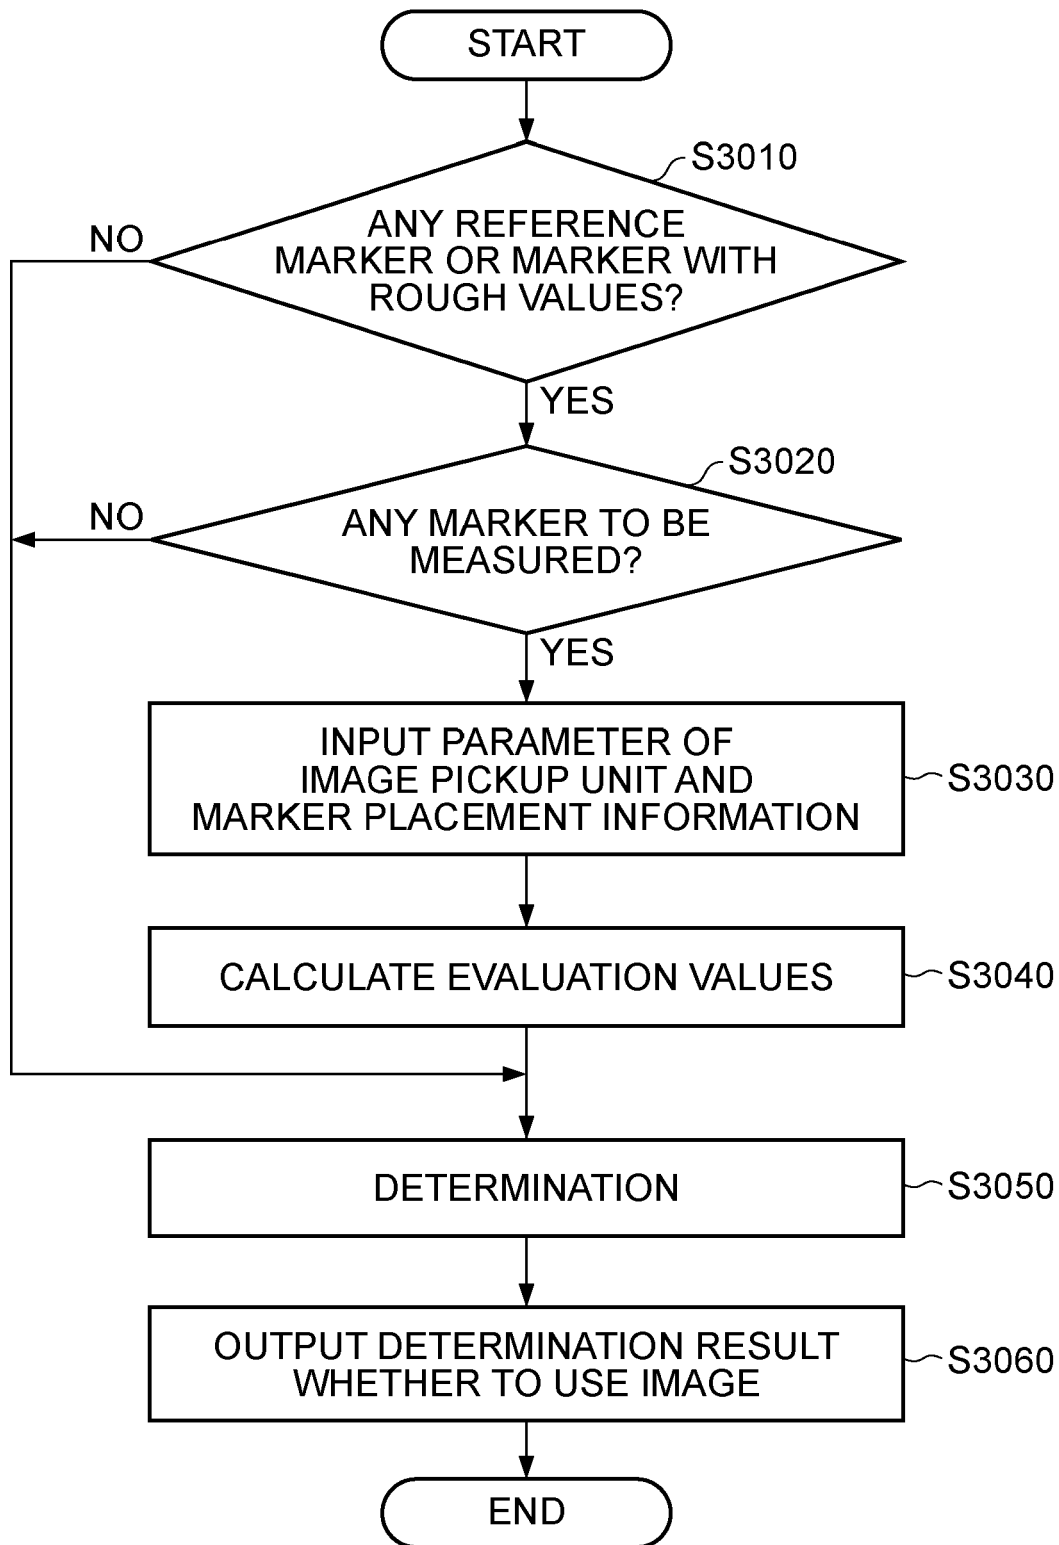 START
S3010
NO
ANY REFERENCE
MARKER OR MARKER WITH
ROUGH VALUES?
YES
S3020
NO
ANY MARKER TO BE
MEASURED?
YES
INPUT PARAMETER OF
IMAGE PICKUP UNIT AND
MARKER PLACEMENT INFORMATION
S3030
CALCULATE EVALUATION VALUES
S3040
DETERMINATION
S3050
OUTPUT DETERMINATION RESULT
WHETHER TO USE IMAGE
S3060
END